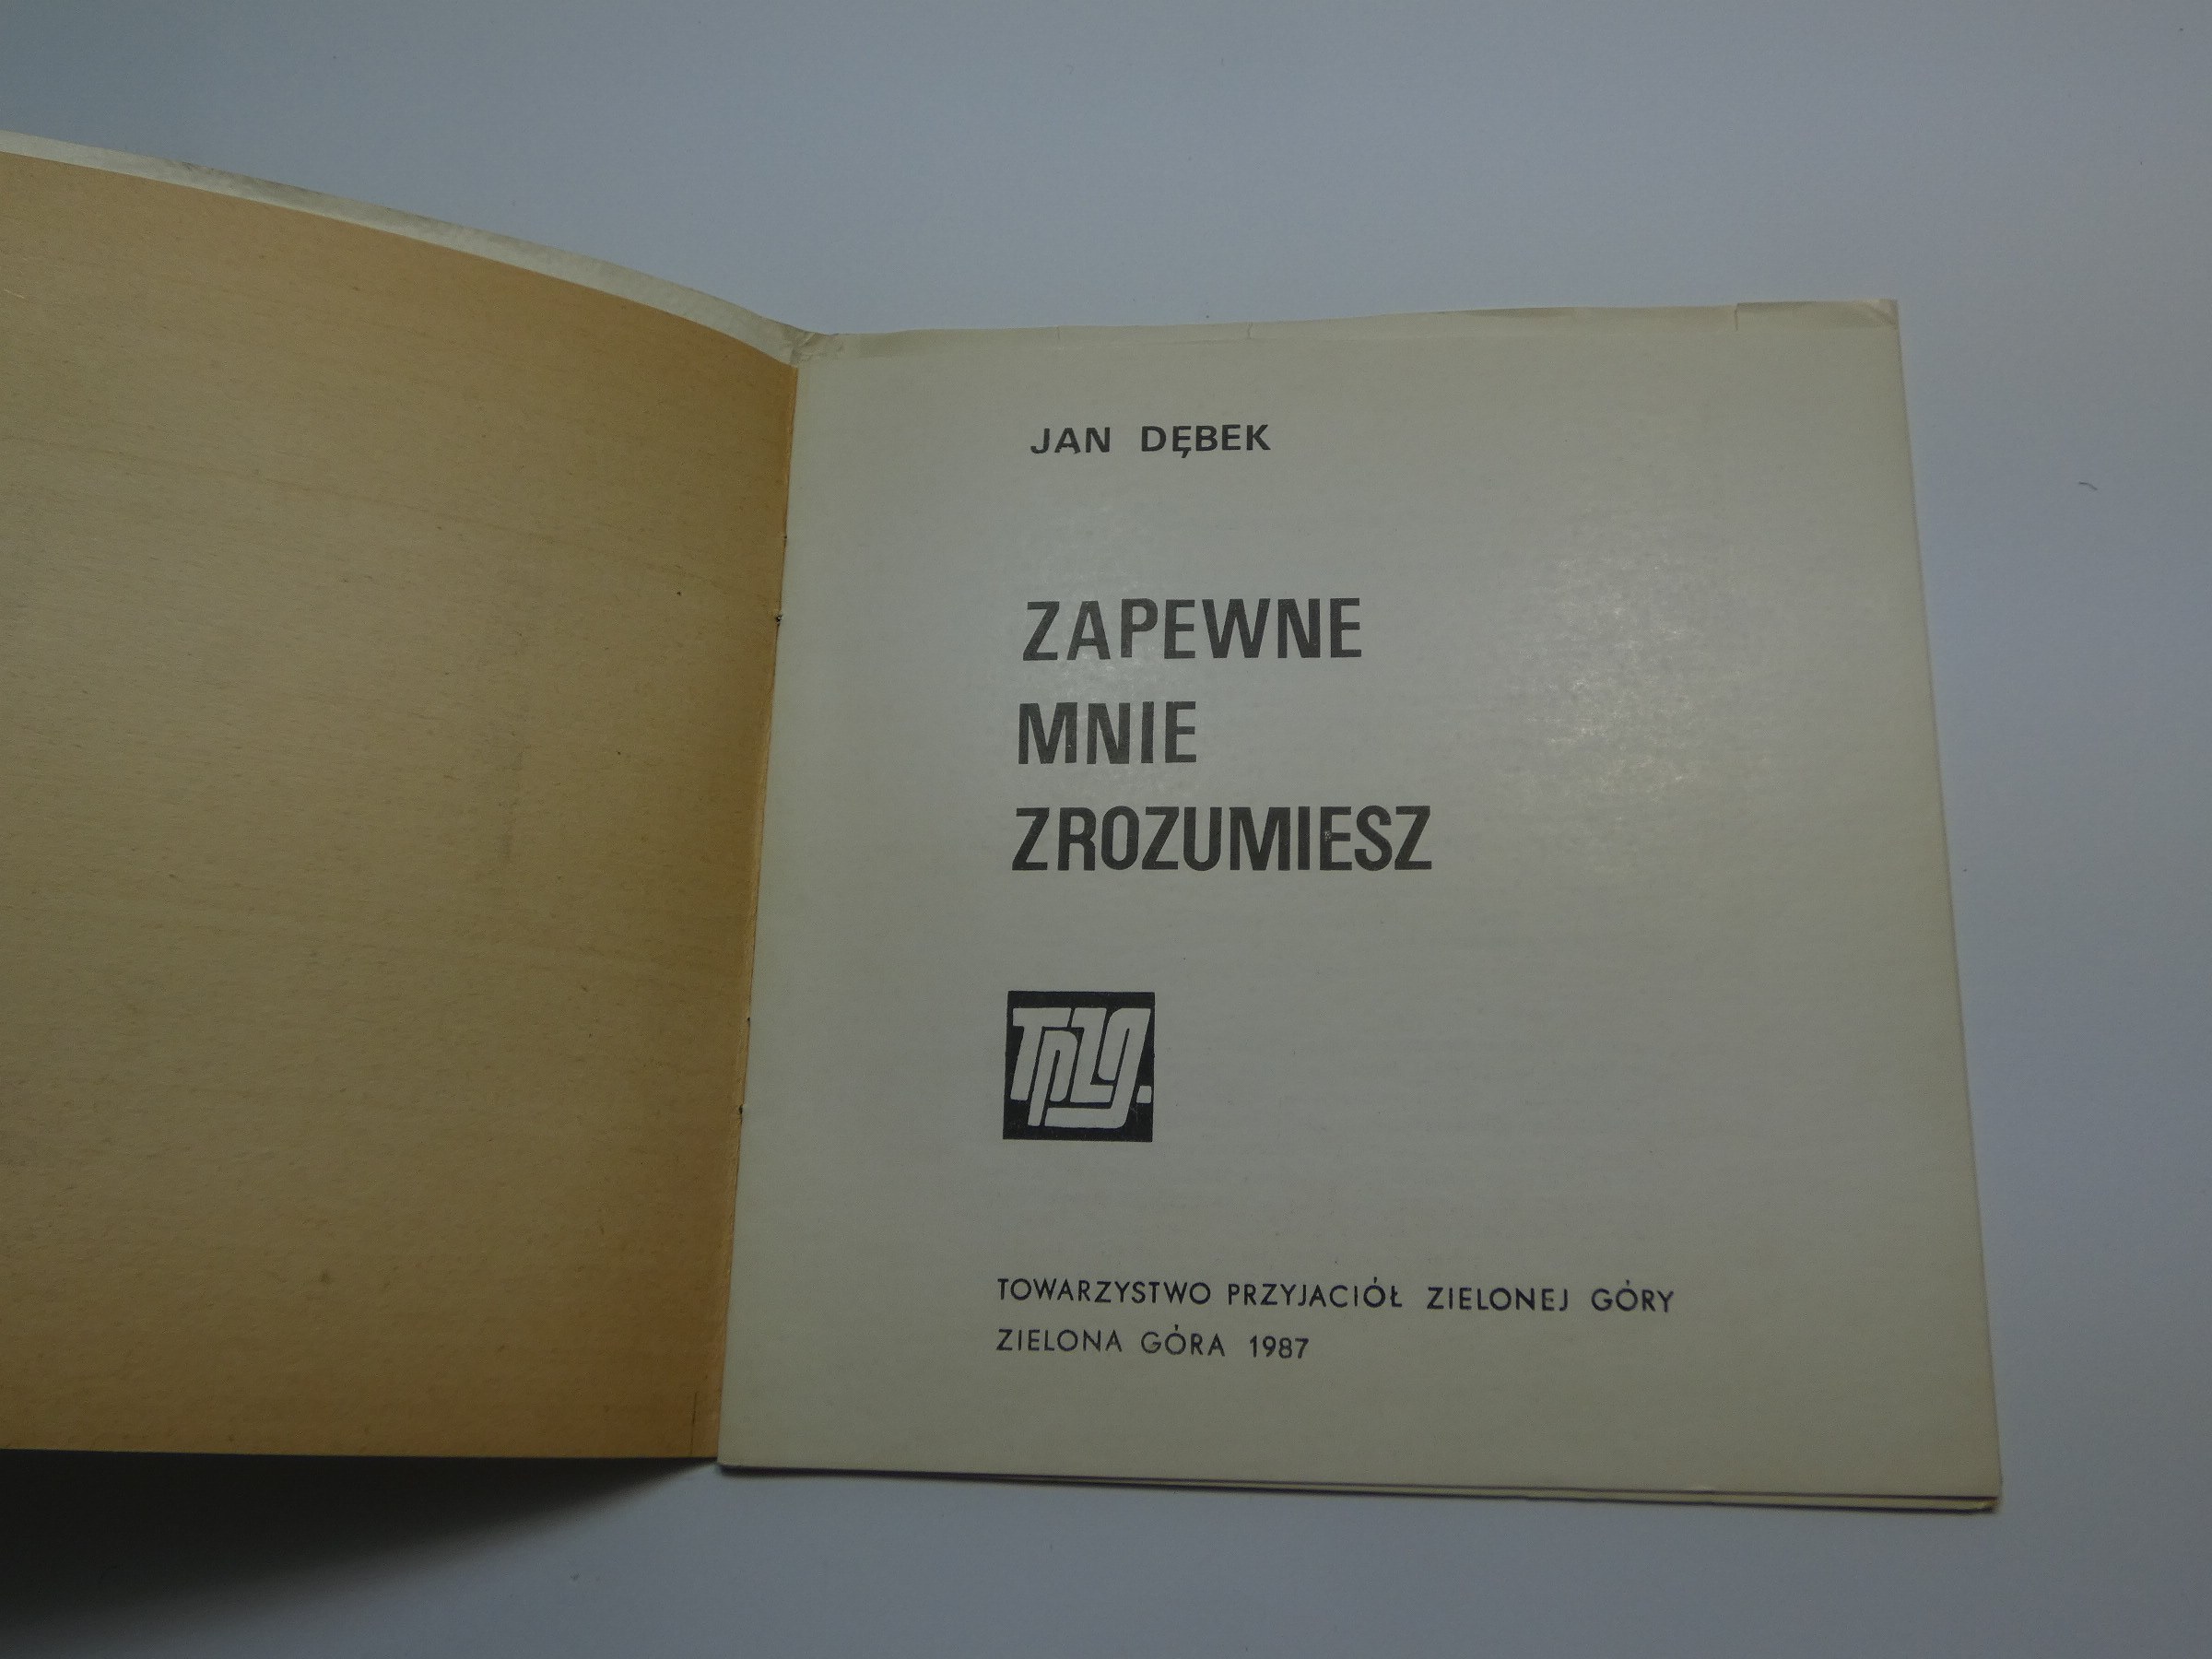 JAN DĘBEK
ZAPEWNE
MNIE
ZROZUMIESZ
TPZG.
TOWARZYSTWO PRZYJACIÓŁ ZIELONEJ GÓRY
ZIELONA GÓRA 1987